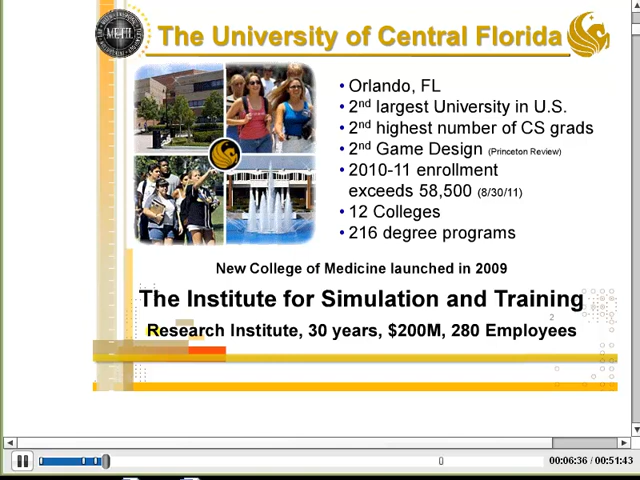 The University of Central Florida
• Orlando, FL
• 2nd largest University in U.S.
• 2nd highest number of CS grads
• 2nd Game Design (Princeton Review)
• 2010-11 enrollment
exceeds 58,500 (8/30/11)
• 12 Colleges
• 216 degree programs
New College of Medicine launched in 2009
The Institute for Simulation and Training
2
Research Institute, 30 years, $200M, 280 Employees
00:06:36 / 00:51:43